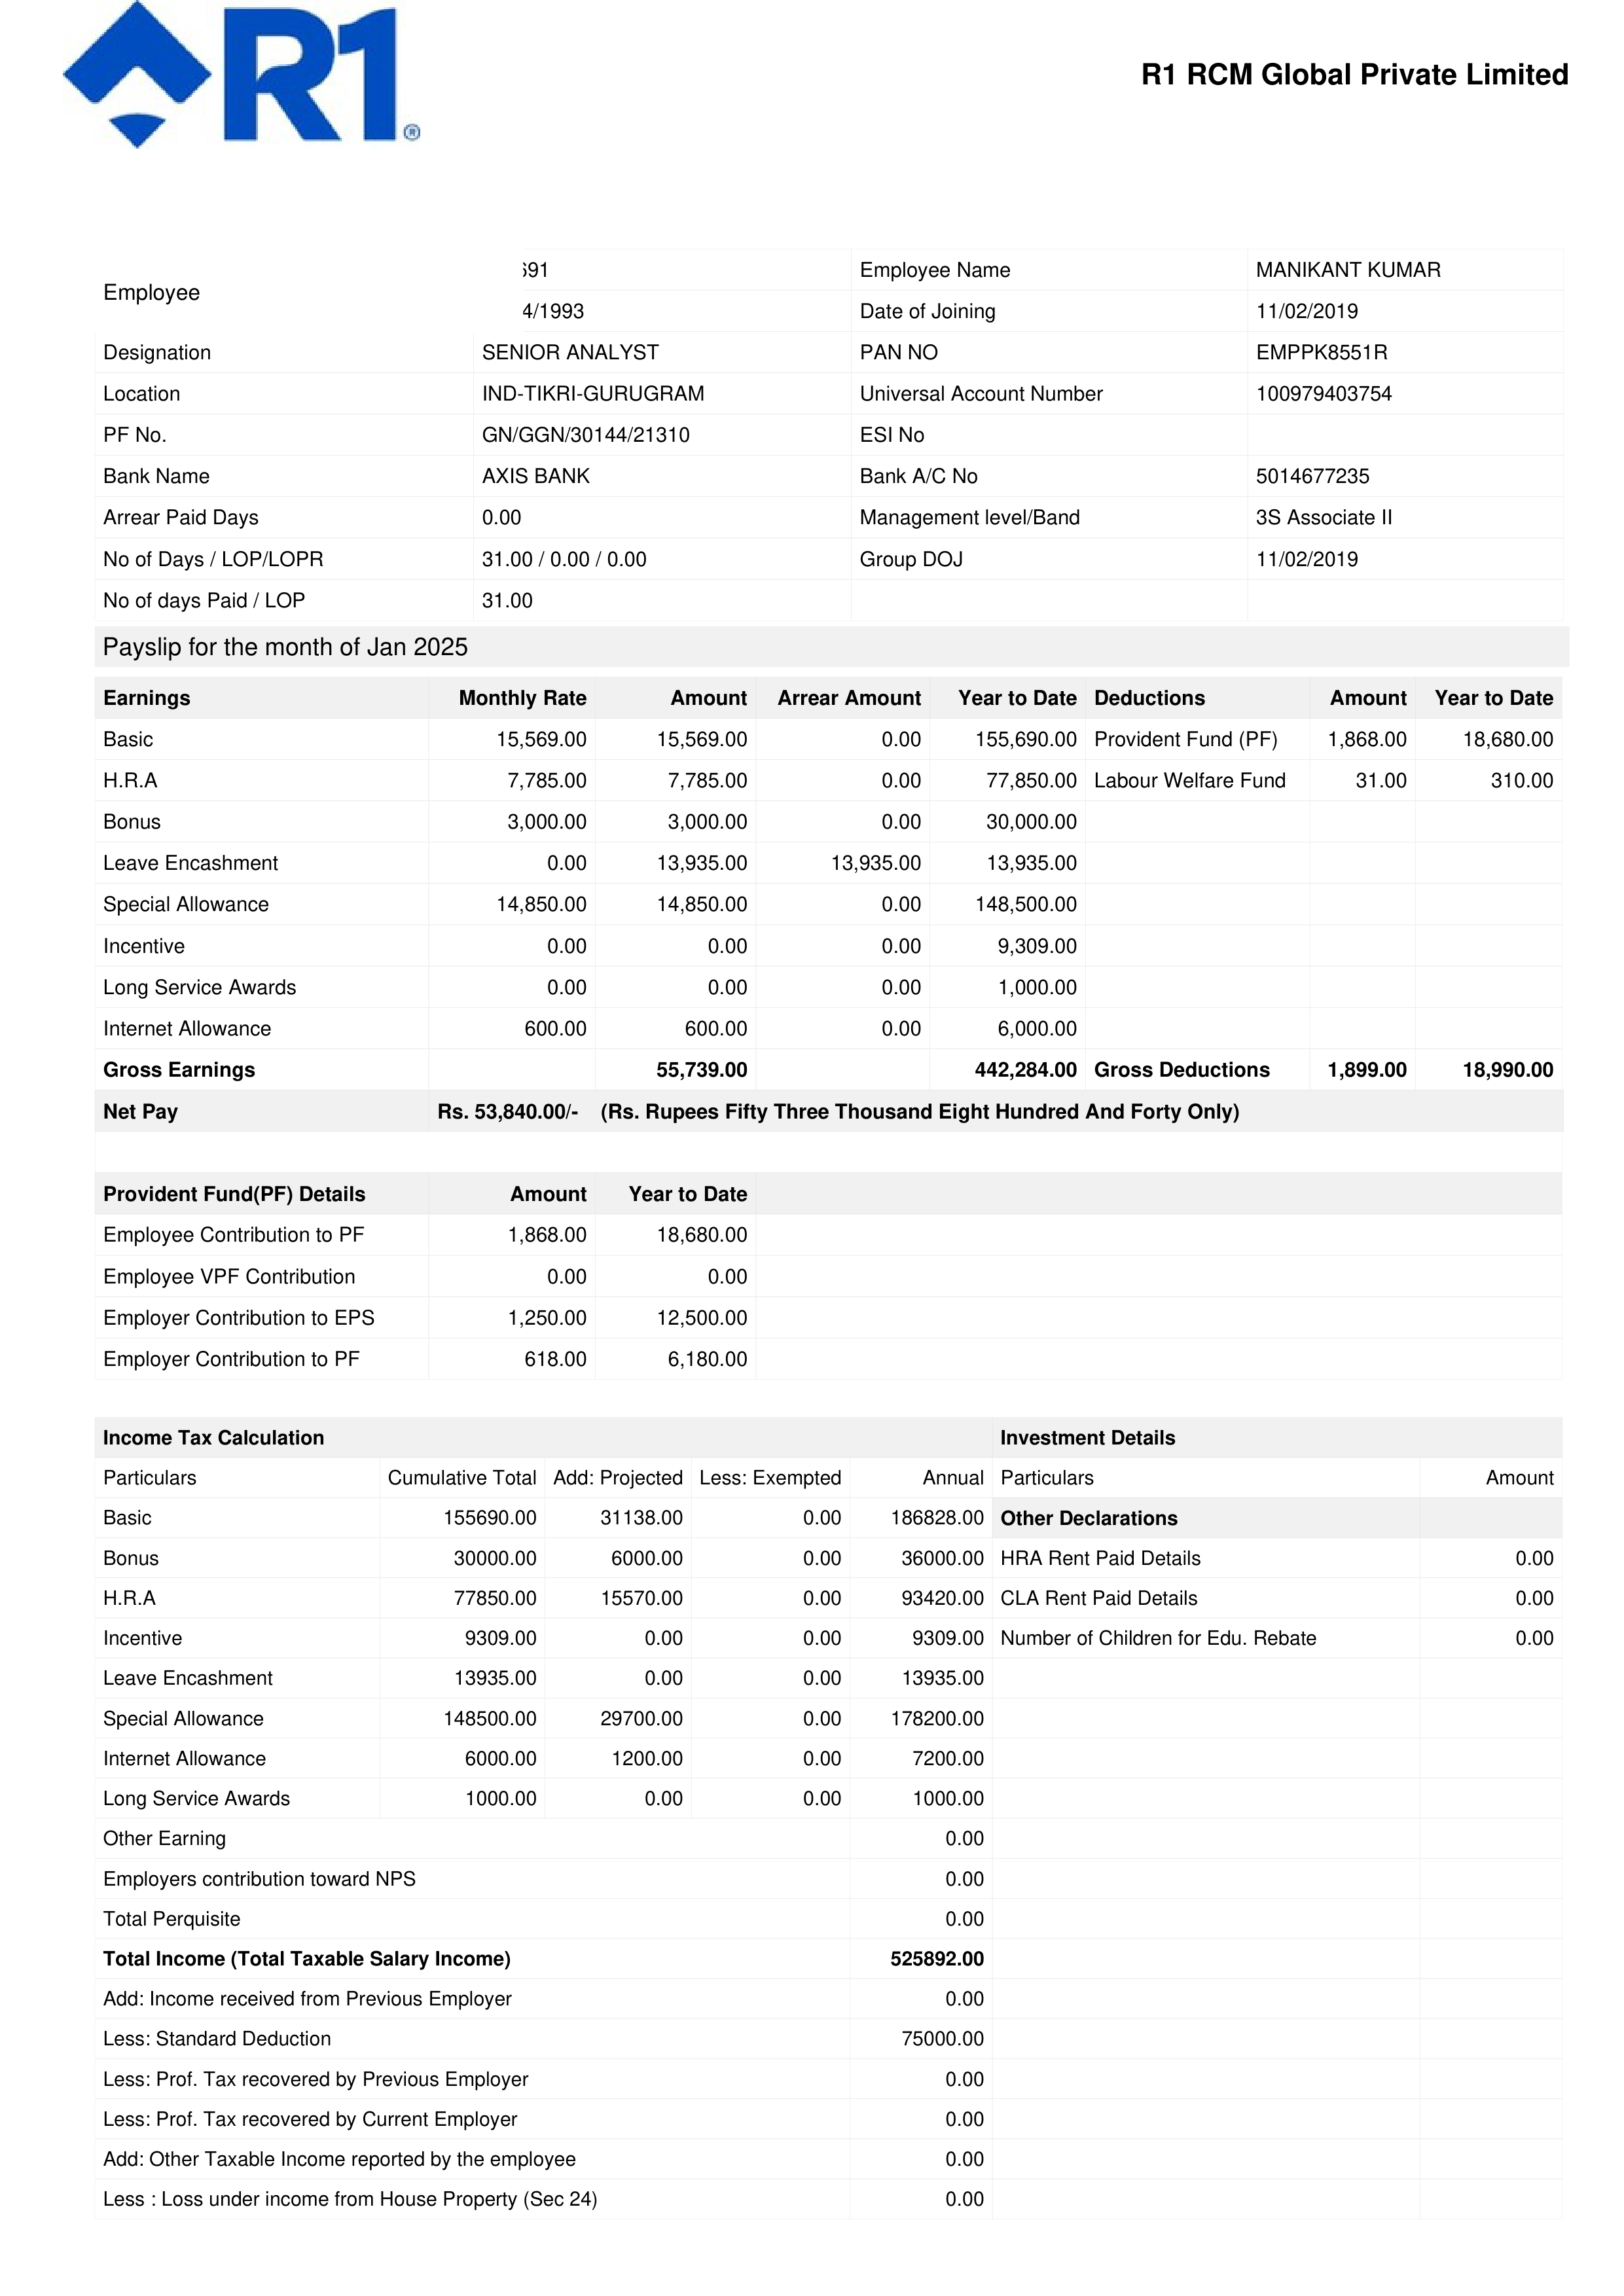 R1®
R1 RCM Global Private Limited
Employee 691 Employee Name MANIKANT KUMAR
4/1993 Date of Joining 11/02/2019
Designation SENIOR ANALYST PAN NO EMPPK8551R
Location IND-TIKRI-GURUGRAM Universal Account Number 100979403754
PF No. GN/GGN/30144/21310 ESI No
Bank Name AXIS BANK Bank A/C No 5014677235
Arrear Paid Days 0.00 Management level/Band 3S Associate II
No of Days / LOP/LOPR 31.00 / 0.00 / 0.00 Group DOJ 11/02/2019
No of days Paid / LOP 31.00
Payslip for the month of Jan 2025
Earnings Monthly Rate Amount Arrear Amount Year to Date Deductions Amount Year to Date
Basic 15,569.00 15,569.00 0.00 155,690.00 Provident Fund (PF) 1,868.00 18,680.00
H.R.A 7,785.00 7,785.00 0.00 77,850.00 Labour Welfare Fund 31.00 310.00
Bonus 3,000.00 3,000.00 0.00 30,000.00
Leave Encashment 0.00 13,935.00 13,935.00 13,935.00
Special Allowance 14,850.00 14,850.00 0.00 148,500.00
Incentive 0.00 0.00 0.00 9,309.00
Long Service Awards 0.00 0.00 0.00 1,000.00
Internet Allowance 600.00 600.00 0.00 6,000.00
Gross Earnings 55,739.00 442,284.00 Gross Deductions 1,899.00 18,990.00
Net Pay Rs. 53,840.00/- (Rs. Rupees Fifty Three Thousand Eight Hundred And Forty Only)
Provident Fund(PF) Details Amount Year to Date
Employee Contribution to PF 1,868.00 18,680.00
Employee VPF Contribution 0.00 0.00
Employer Contribution to EPS 1,250.00 12,500.00
Employer Contribution to PF 618.00 6,180.00
Income Tax Calculation Investment Details
Particulars Cumulative Total Add: Projected Less: Exempted Annual Particulars Amount
Basic 155690.00 31138.00 0.00 186828.00 Other Declarations
Bonus 30000.00 6000.00 0.00 36000.00 HRA Rent Paid Details 0.00
H.R.A 77850.00 15570.00 0.00 93420.00 CLA Rent Paid Details 0.00
Incentive 9309.00 0.00 0.00 9309.00 Number of Children for Edu. Rebate 0.00
Leave Encashment 13935.00 0.00 0.00 13935.00
Special Allowance 148500.00 29700.00 0.00 178200.00
Internet Allowance 6000.00 1200.00 0.00 7200.00
Long Service Awards 1000.00 0.00 0.00 1000.00
Other Earning 0.00
Employers contribution toward NPS 0.00
Total Perquisite 0.00
Total Income (Total Taxable Salary Income) 525892.00
Add: Income received from Previous Employer 0.00
Less: Standard Deduction 75000.00
Less: Prof. Tax recovered by Previous Employer 0.00
Less: Prof. Tax recovered by Current Employer 0.00
Add: Other Taxable Income reported by the employee 0.00
Less : Loss under income from House Property (Sec 24) 0.00